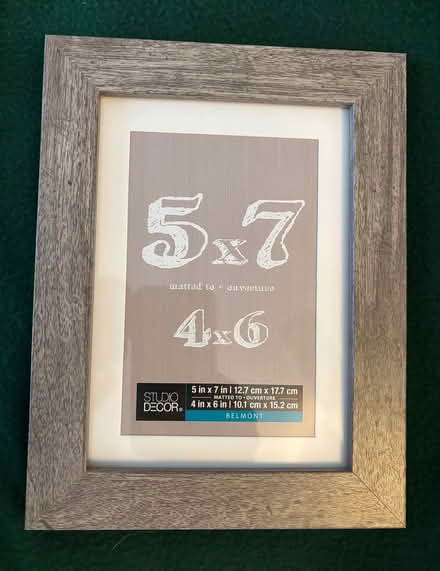 5x7
matted to • ouverture
4x6
STUDIO
DECOR®
5 in x 7 in | 12.7 cm x 17.7 cm
MATTED TO • OUVERTURE
4 in x 6 in | 10.1 cm x 15.2 cm
BELMONT